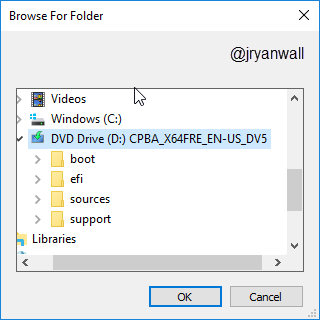 Browse For Folder
@jryanwall
Videos
Windows (C:)
DVD Drive (D:) CPBA_X64FRE_EN-US_DV5
boot
efi
sources
support
Libraries
OK
Cancel